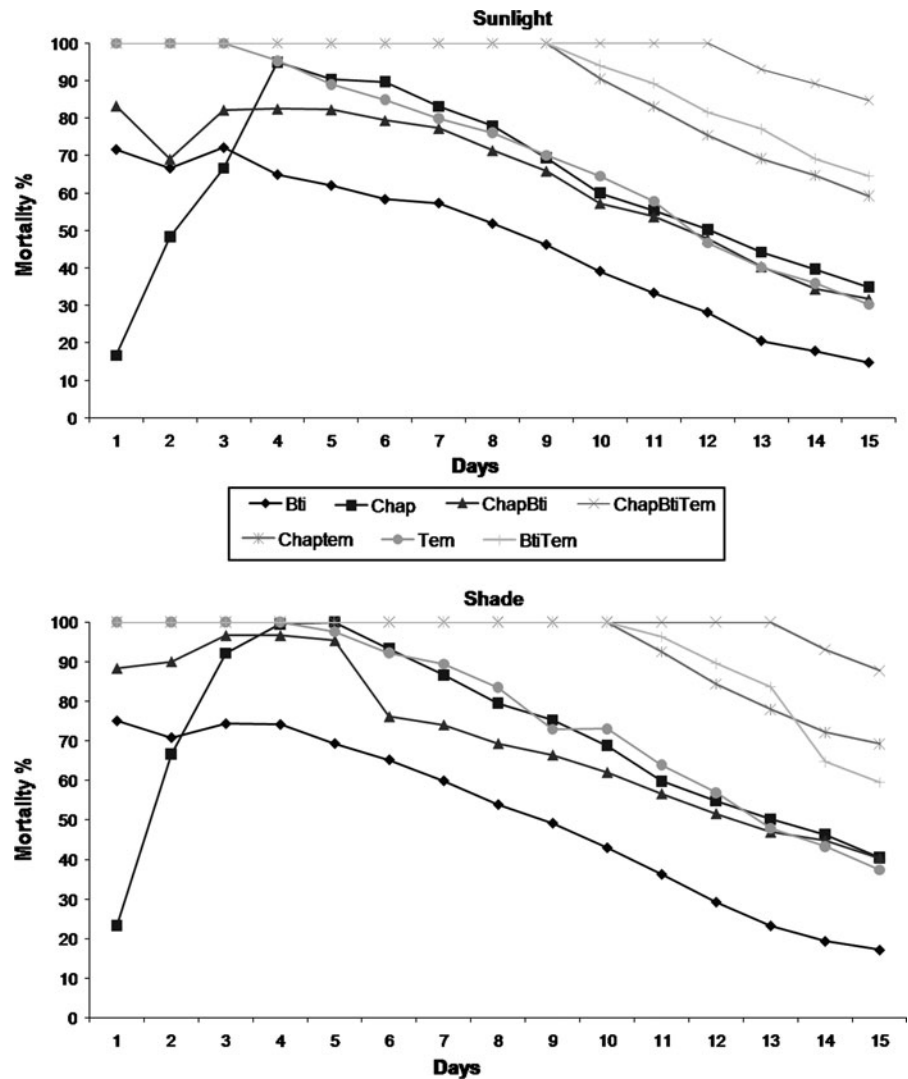 Sunlight
100
90
80
70
60
50
40
30
20
10
0
Mortality %
1 2 3 4 5 6 7 8 9 10 11 12 13 14 15
Days
Bti Chap ChapBti ChapBtiTem
Chaptem Tem BtiTem
Shade
100
90
80
70
60
50
40
30
20
10
0
Mortality %
1 2 3 4 5 6 7 8 9 10 11 12 13 14 15
Days